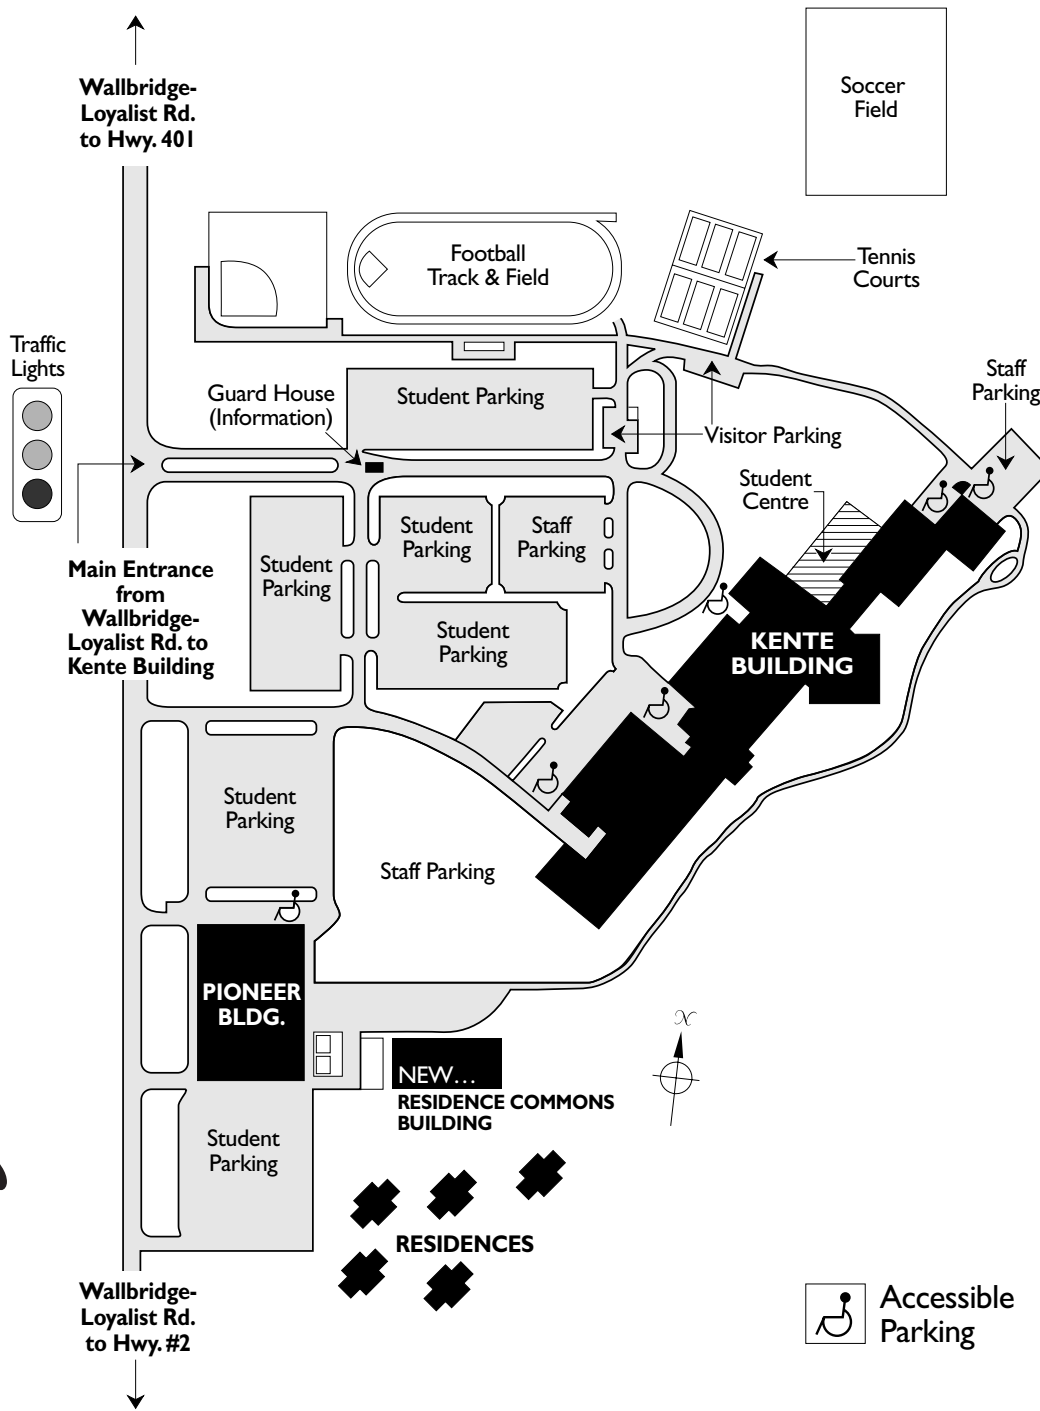 Wallbridge-
Loyalist Rd.
to Hwy. 401
Soccer
Field
Football
Track & Field
Tennis
Courts
Traffic
Lights
Guard House
(Information)
Student Parking
Visitor Parking
Staff
Parking
Student
Centre
Student
Parking
Student
Parking
Staff
Parking
Student
Parking
Main Entrance
from
Wallbridge-
Loyalist Rd. to
Kente Building
KENTE
BUILDING
Student
Parking
Staff Parking
PIONEER
BLDG.
N
NEW...
RESIDENCE COMMONS
BUILDING
Student
Parking
RESIDENCES
Wallbridge-
Loyalist Rd.
to Hwy. #2
Accessible
Parking